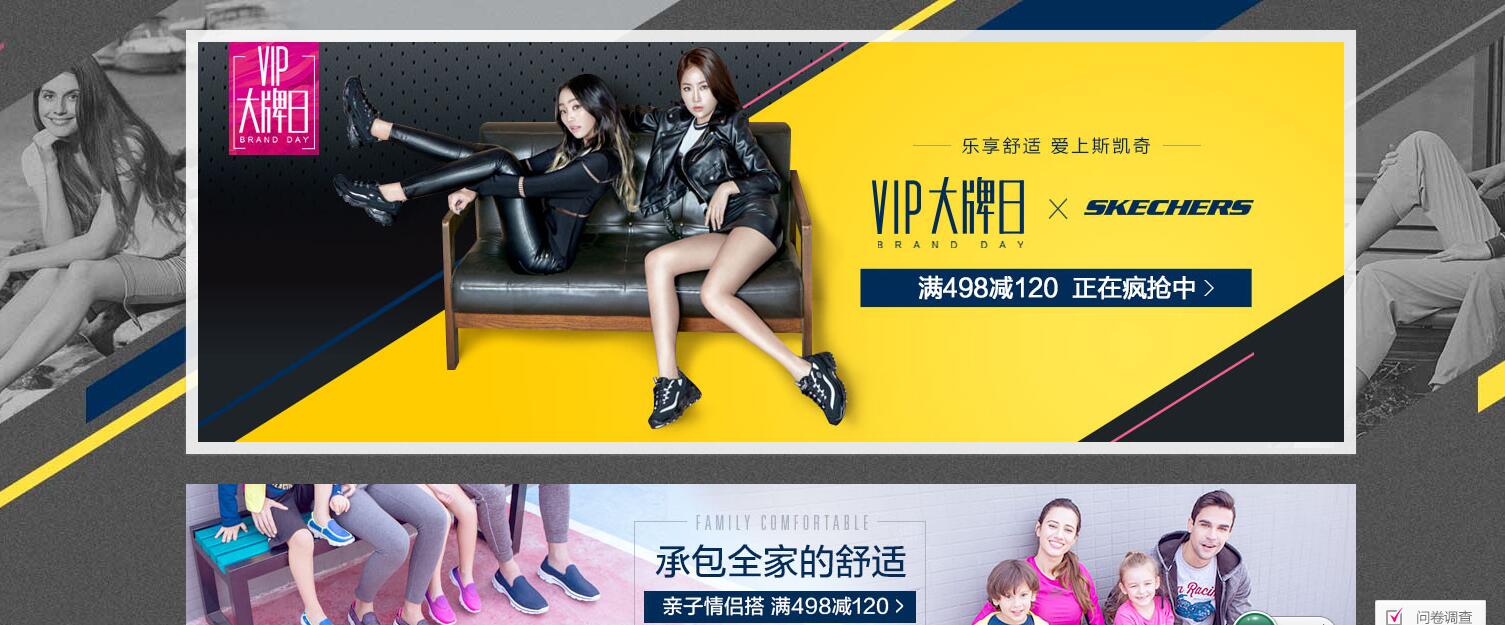 VIP
大牌日
BRAND DAY
乐享舒适 爱上斯凯奇
VIP大牌日 × SKECHERS
BRAND DAY
满498减120 正在疯抢中 >
FAMILY COMFORTABLE
承包全家的舒适
亲子情侣搭 满498减120 >
问卷调查